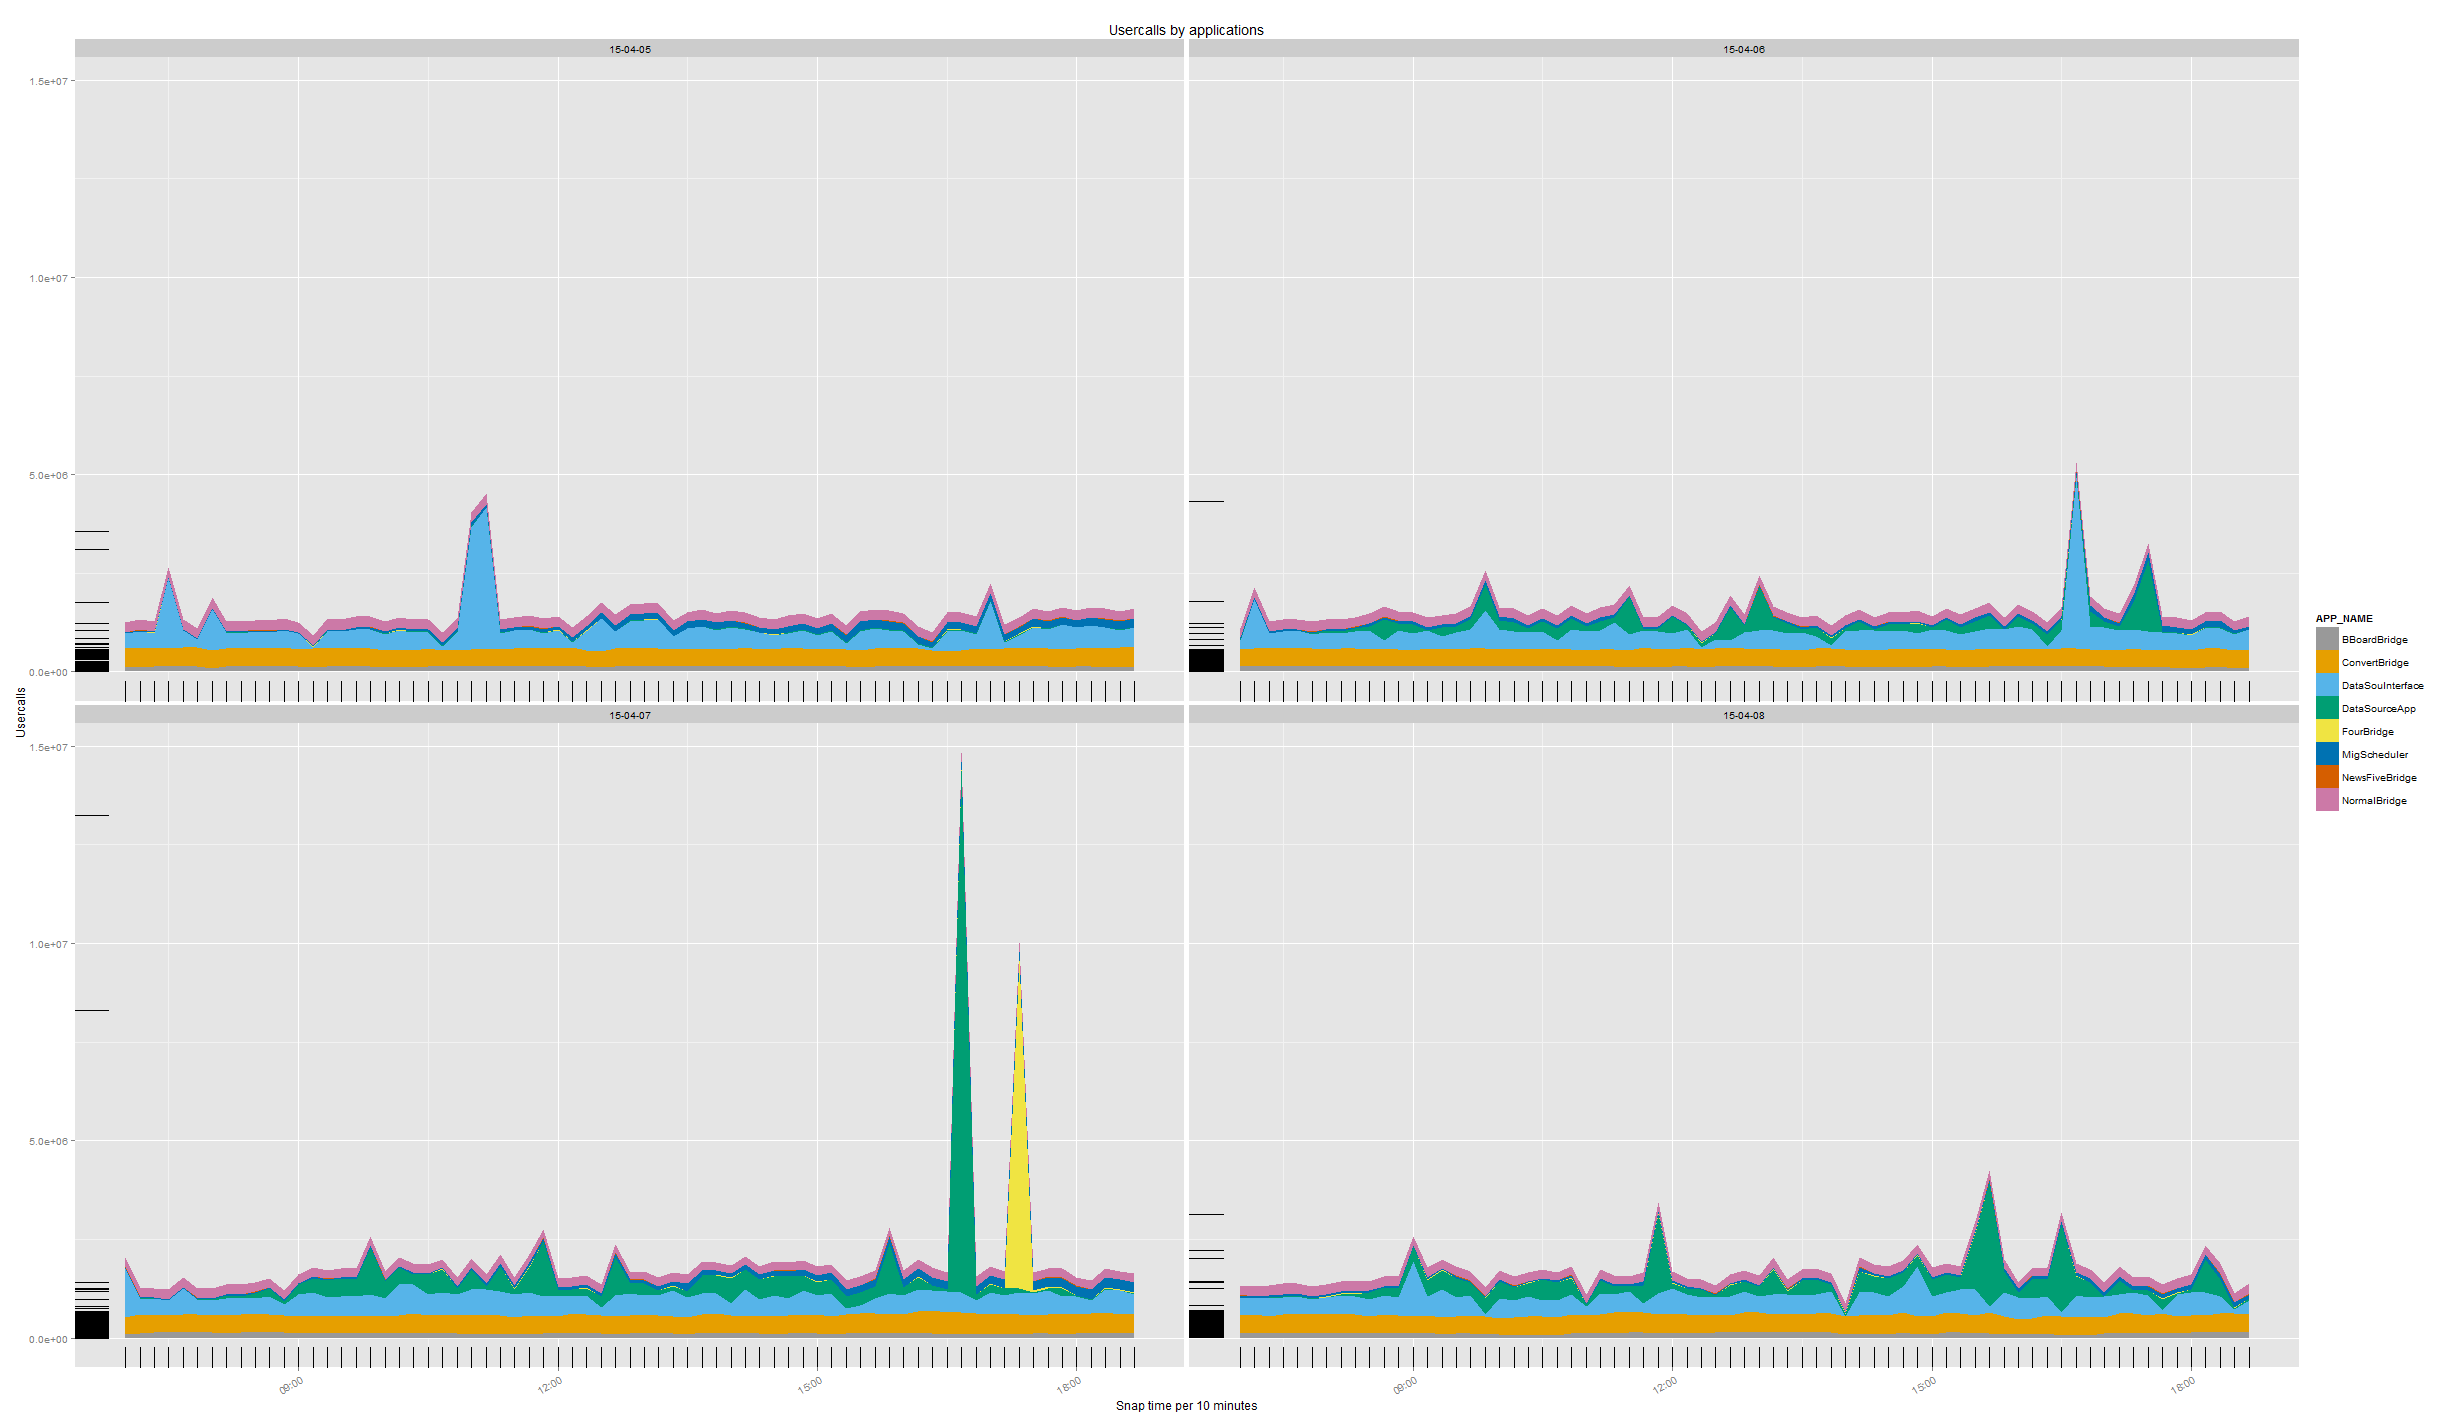 Usercalls by applications
15-04-05
15-04-06
1.5e+07
1.0e+07
5.0e+06
0.0e+00
15-04-07
15-04-08
1.5e+07
1.0e+07
5.0e+06
0.0e+00
Usercalls
09:00
12:00
15:00
18:00
09:00
12:00
15:00
18:00
Snap time per 10 minutes
APP_NAME
BBoardBridge
ConvertBridge
DataSouInterface
DataSourceApp
FourBridge
MigScheduler
NewsFiveBridge
NormalBridge